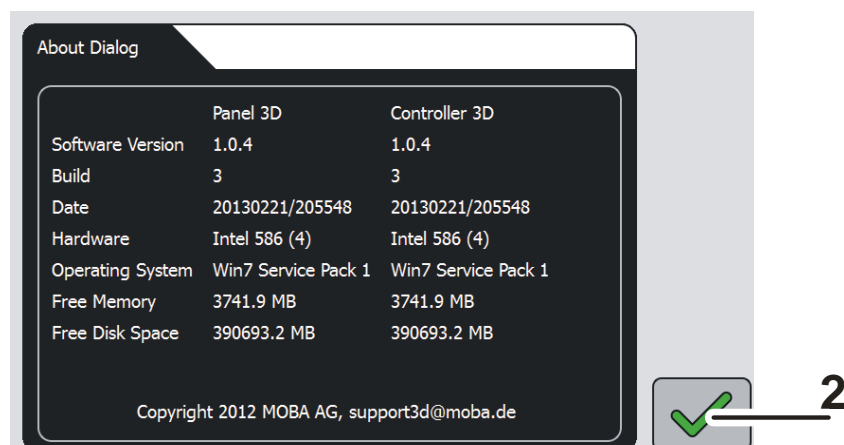 About Dialog
Panel 3D Controller 3D
Software Version 1.0.4 1.0.4
Build 3 3
Date 20130221/205548 20130221/205548
Hardware Intel 586 (4) Intel 586 (4)
Operating System Win7 Service Pack 1 Win7 Service Pack 1
Free Memory 3741.9 MB 3741.9 MB
Free Disk Space 390693.2 MB 390693.2 MB
Copyright 2012 MOBA AG, support3d@moba.de
2